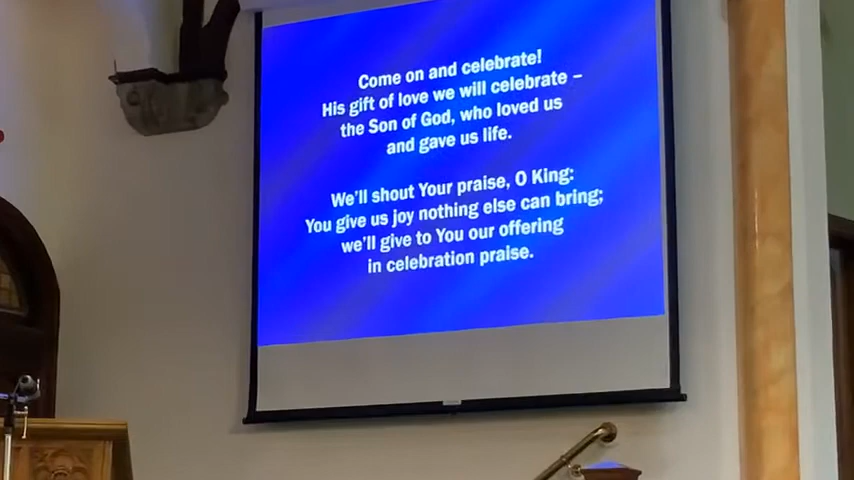 Come on and celebrate!
His gift of love we will celebrate –
the Son of God, who loved us
and gave us life.
We'll shout Your praise, O King:
You give us joy nothing else can bring;
we'll give to You our offering
in celebration praise.